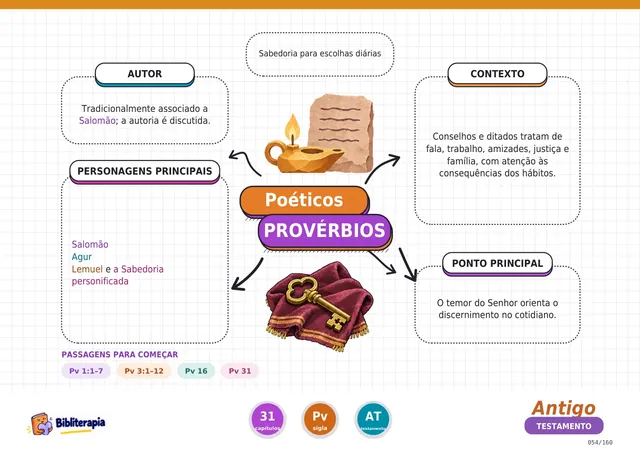 Sabedoria para escolhas diárias
AUTOR
Tradicionalmente associado a
Salomão; a autoria é discutida.
CONTEXTO
Conselhos e ditados tratam de
fala, trabalho, amizades, justiça e
família, com atenção às
consequências dos hábitos.
PERSONAGENS PRINCIPAIS
Salomão
Agur
Lemuel e a Sabedoria
personificada
Poéticos
PROVÉRBIOS
PONTO PRINCIPAL
O temor do Senhor orienta o
discernimento no cotidiano.
PASSAGENS PARA COMEÇAR
Pv 1:1–7
Pv 3:1–12
Pv 16
Pv 31
Bibliterapia
31
capítulos
Pv
sigla
AT
testamento
Antigo
TESTAMENTO
054/160